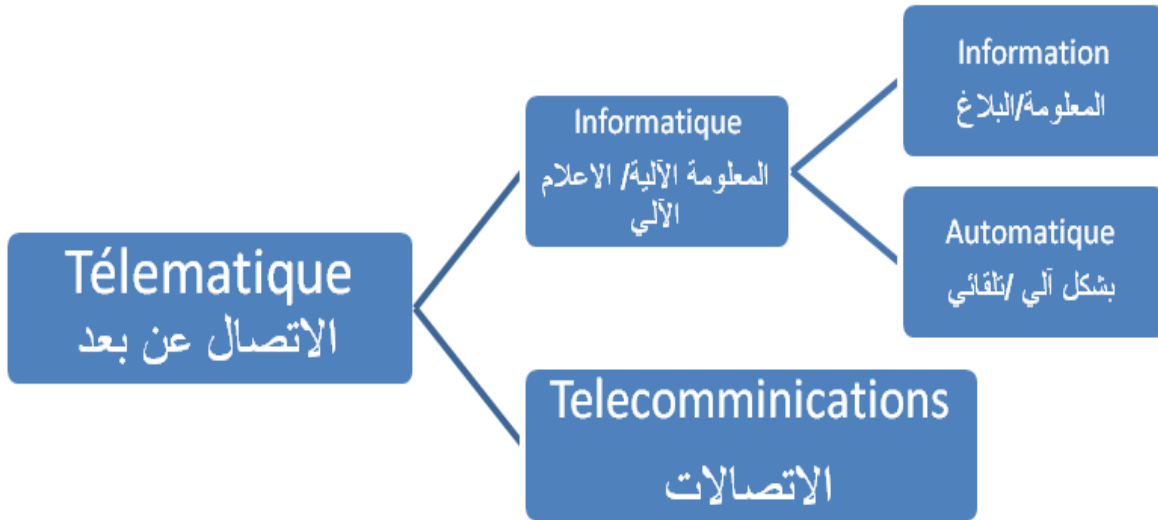 Télematique
الاتصال عن بعد
Informatique
المعلومة الآلية/ الاعلام
الآلي
Information
المعلومة/البلاغ
Automatique
بشكل آلي /تلقائي
Telecomminications
الاتصالات